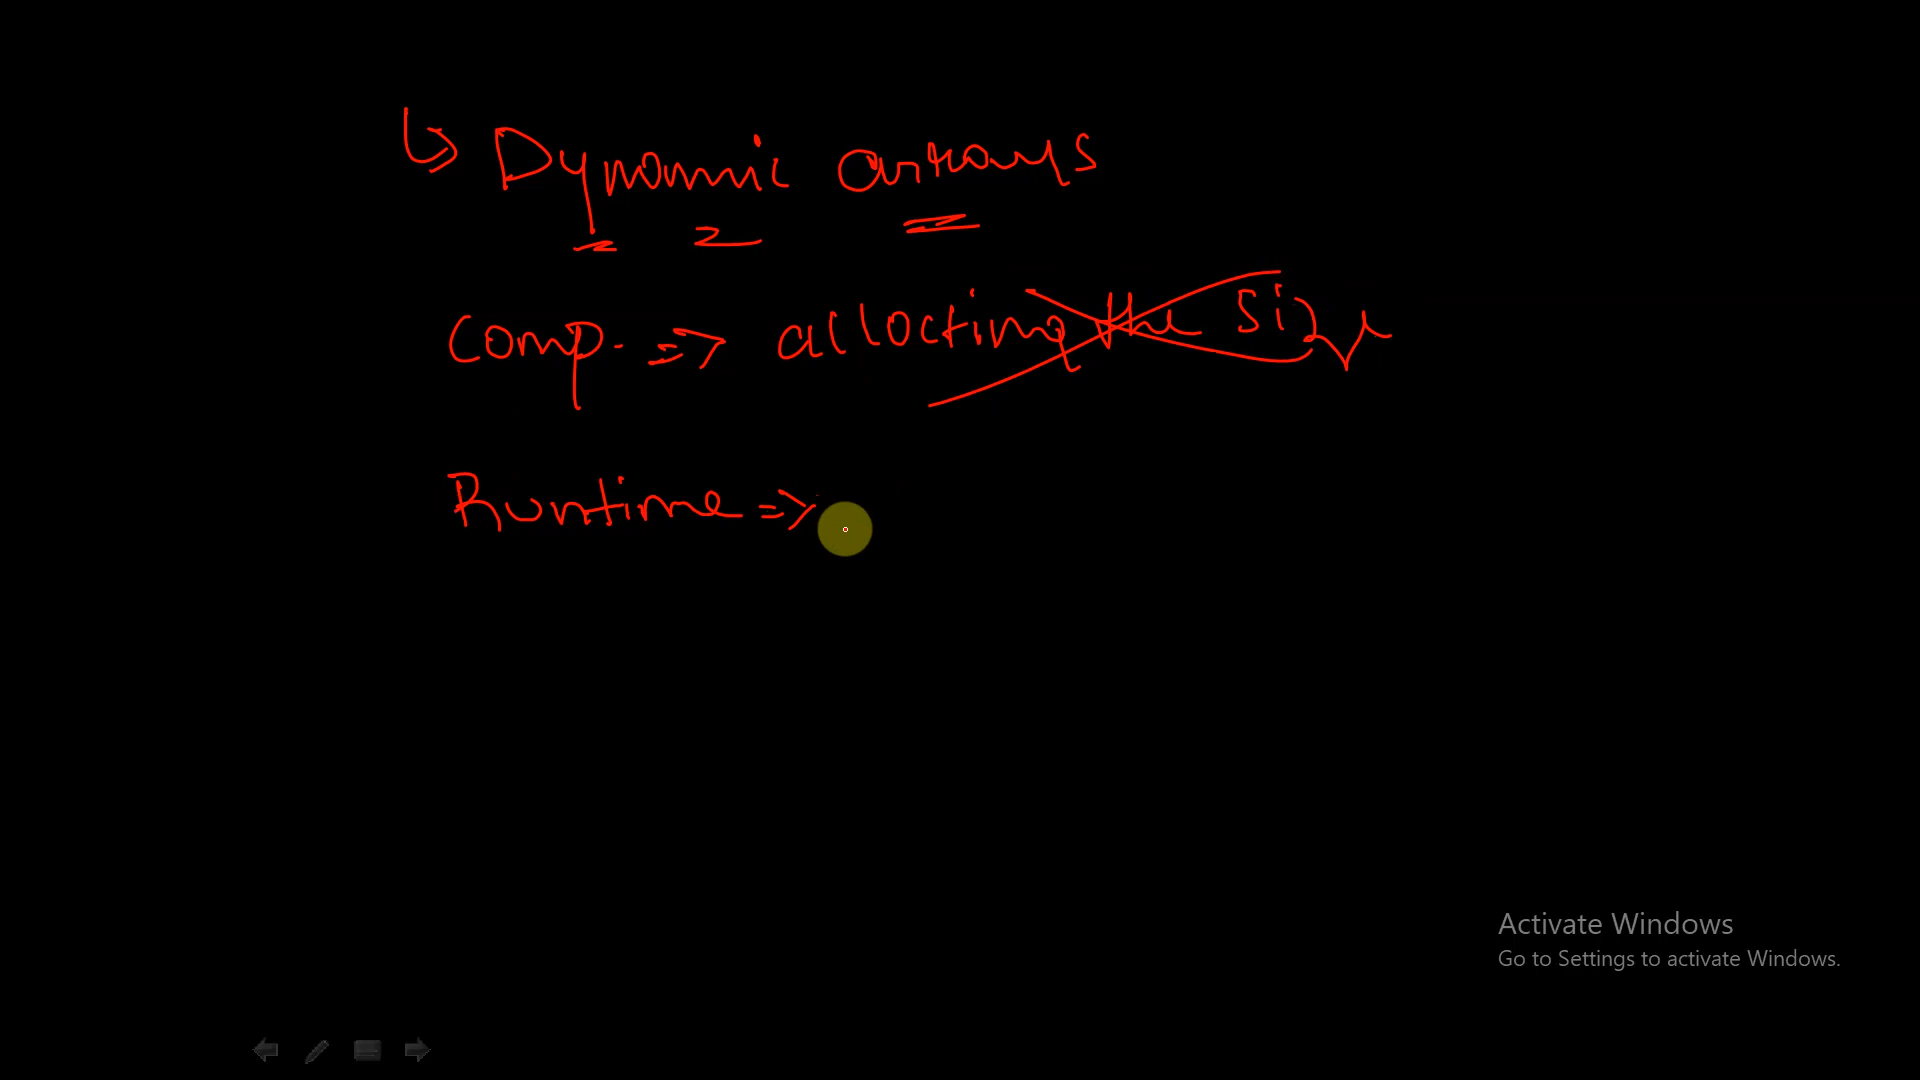 ↳ Dynamic arrays
Comp. => allocting the size
Runtime =>
Activate Windows
Go to Settings to activate Windows.